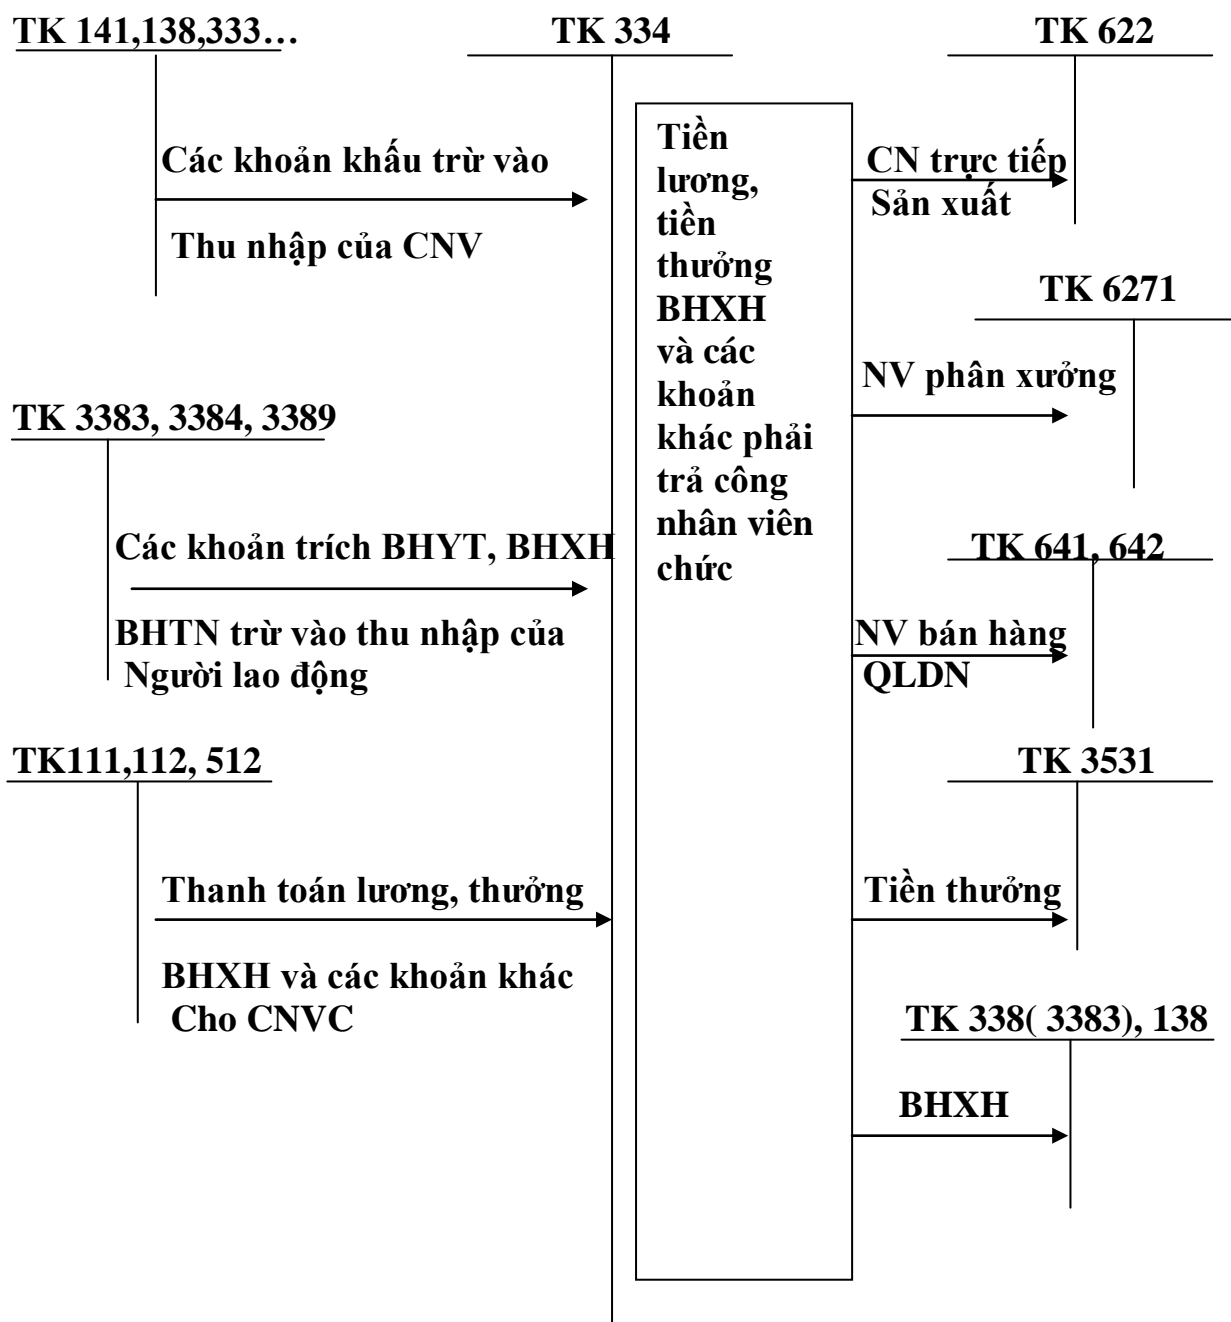 TK 141,138,333…
TK 334
TK 622
Các khoản khấu trừ vào
Thu nhập của CNV
Tiền
lương,
tiền
thưởng
BHXH
và các
khoản
khác phải
trả công
nhân viên
chức
CN trực tiếp
Sản xuất
TK 6271
NV phân xưởng
TK 3383, 3384, 3389
Các khoản trích BHYT, BHXH
BHTN trừ vào thu nhập của
Người lao động
TK 641, 642
NV bán hàng
QLDN
TK111,112, 512
Thanh toán lương, thưởng
BHXH và các khoản khác
Cho CNVC
TK 3531
Tiền thưởng
TK 338( 3383), 138
BHXH